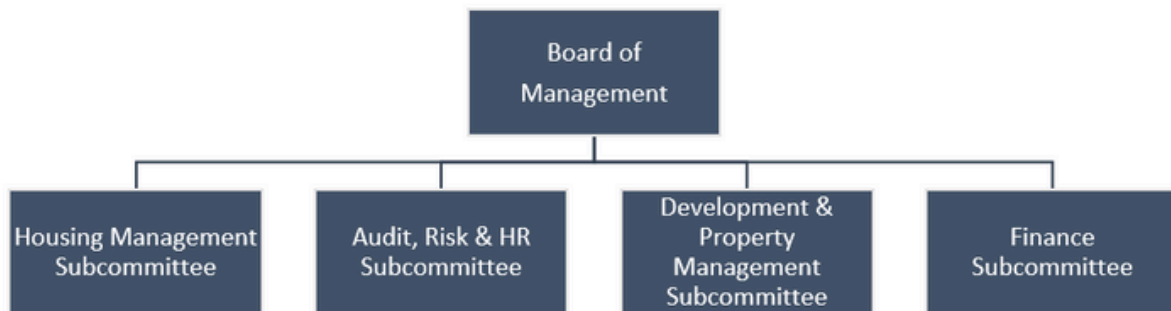 Board of
Management
Housing Management
Subcommittee
Audit, Risk & HR
Subcommittee
Development &
Property
Management
Subcommittee
Finance
Subcommittee